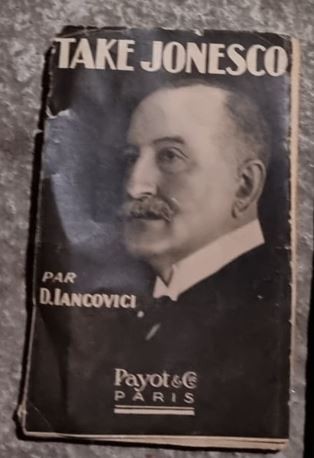 TAKE JONESCO
PAR
D. IANCOVICI
Payot & Cie
PARIS